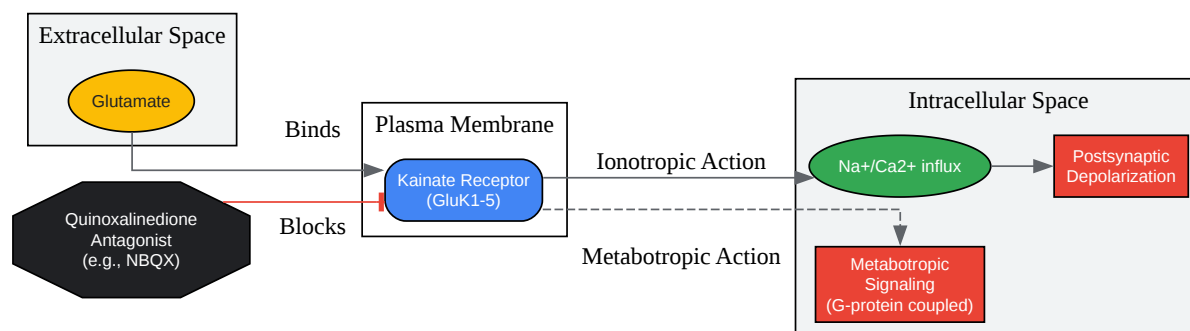 Extracellular Space
Glutamate
Binds
Plasma Membrane
Kainate Receptor
(GluK1-5)
Quinoxalinedione
Antagonist
(e.g., NBQX)
Blocks
Ionotropic Action
Metabotropic Action
Intracellular Space
Na+/Ca2+ influx
Postsynaptic
Depolarization
Metabotropic
Signaling
(G-protein coupled)